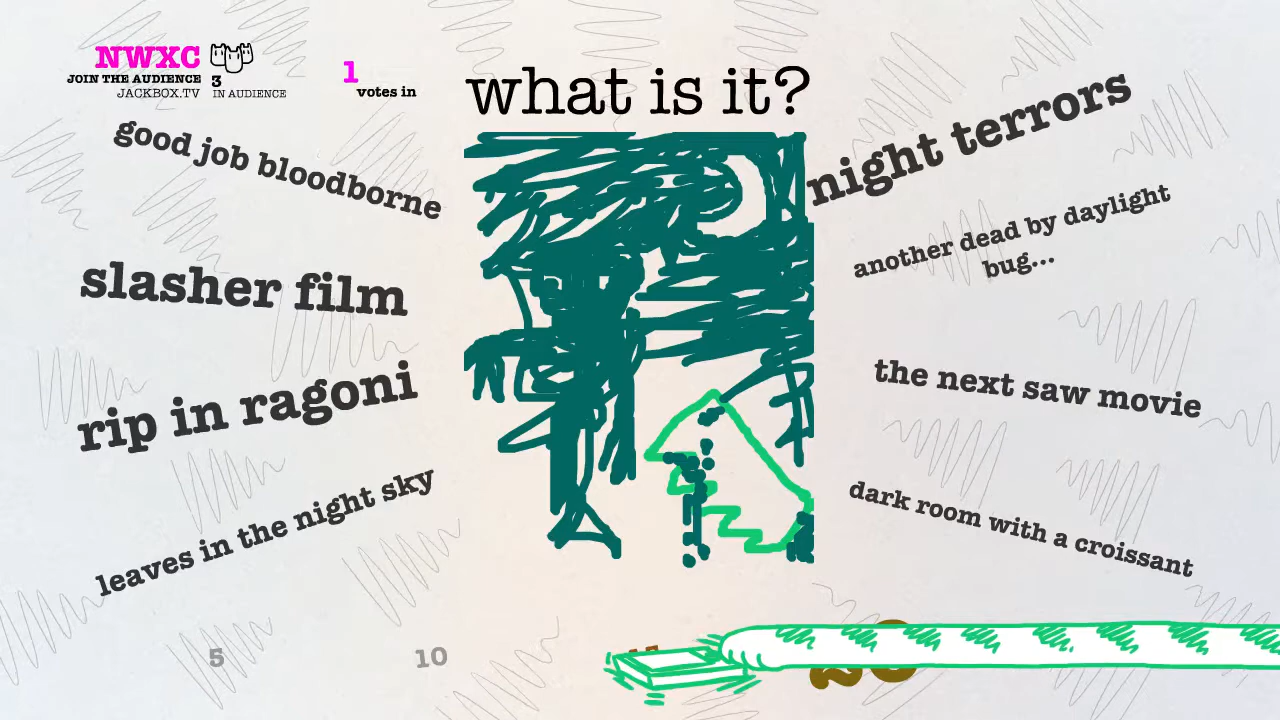 NWXC
JOIN THE AUDIENCE
JACKBOX.TV
3
IN AUDIENCE
1
votes in
what is it?
good job bloodborne
slasher film
rip in ragoni
leaves in the night sky
night terrors
another dead by daylight
bug...
the next saw movie
dark room with a croissant
5
10